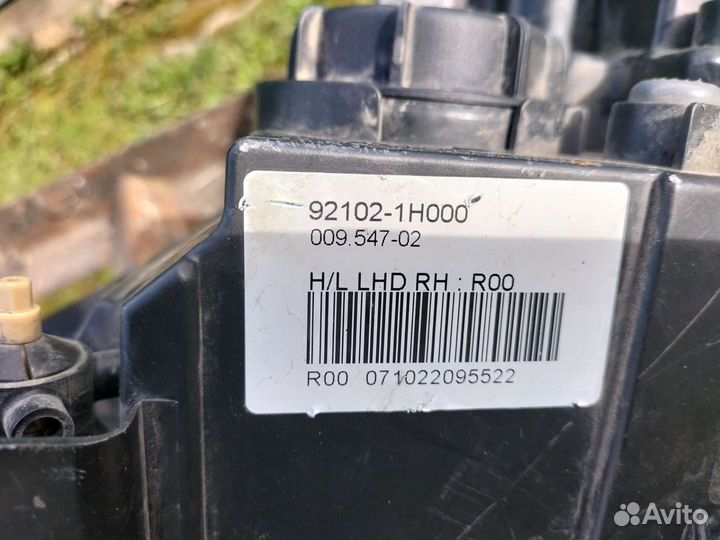 92102-1H000
009.547-02
H/L LHD RH : R00
R00 071022095522
Avito